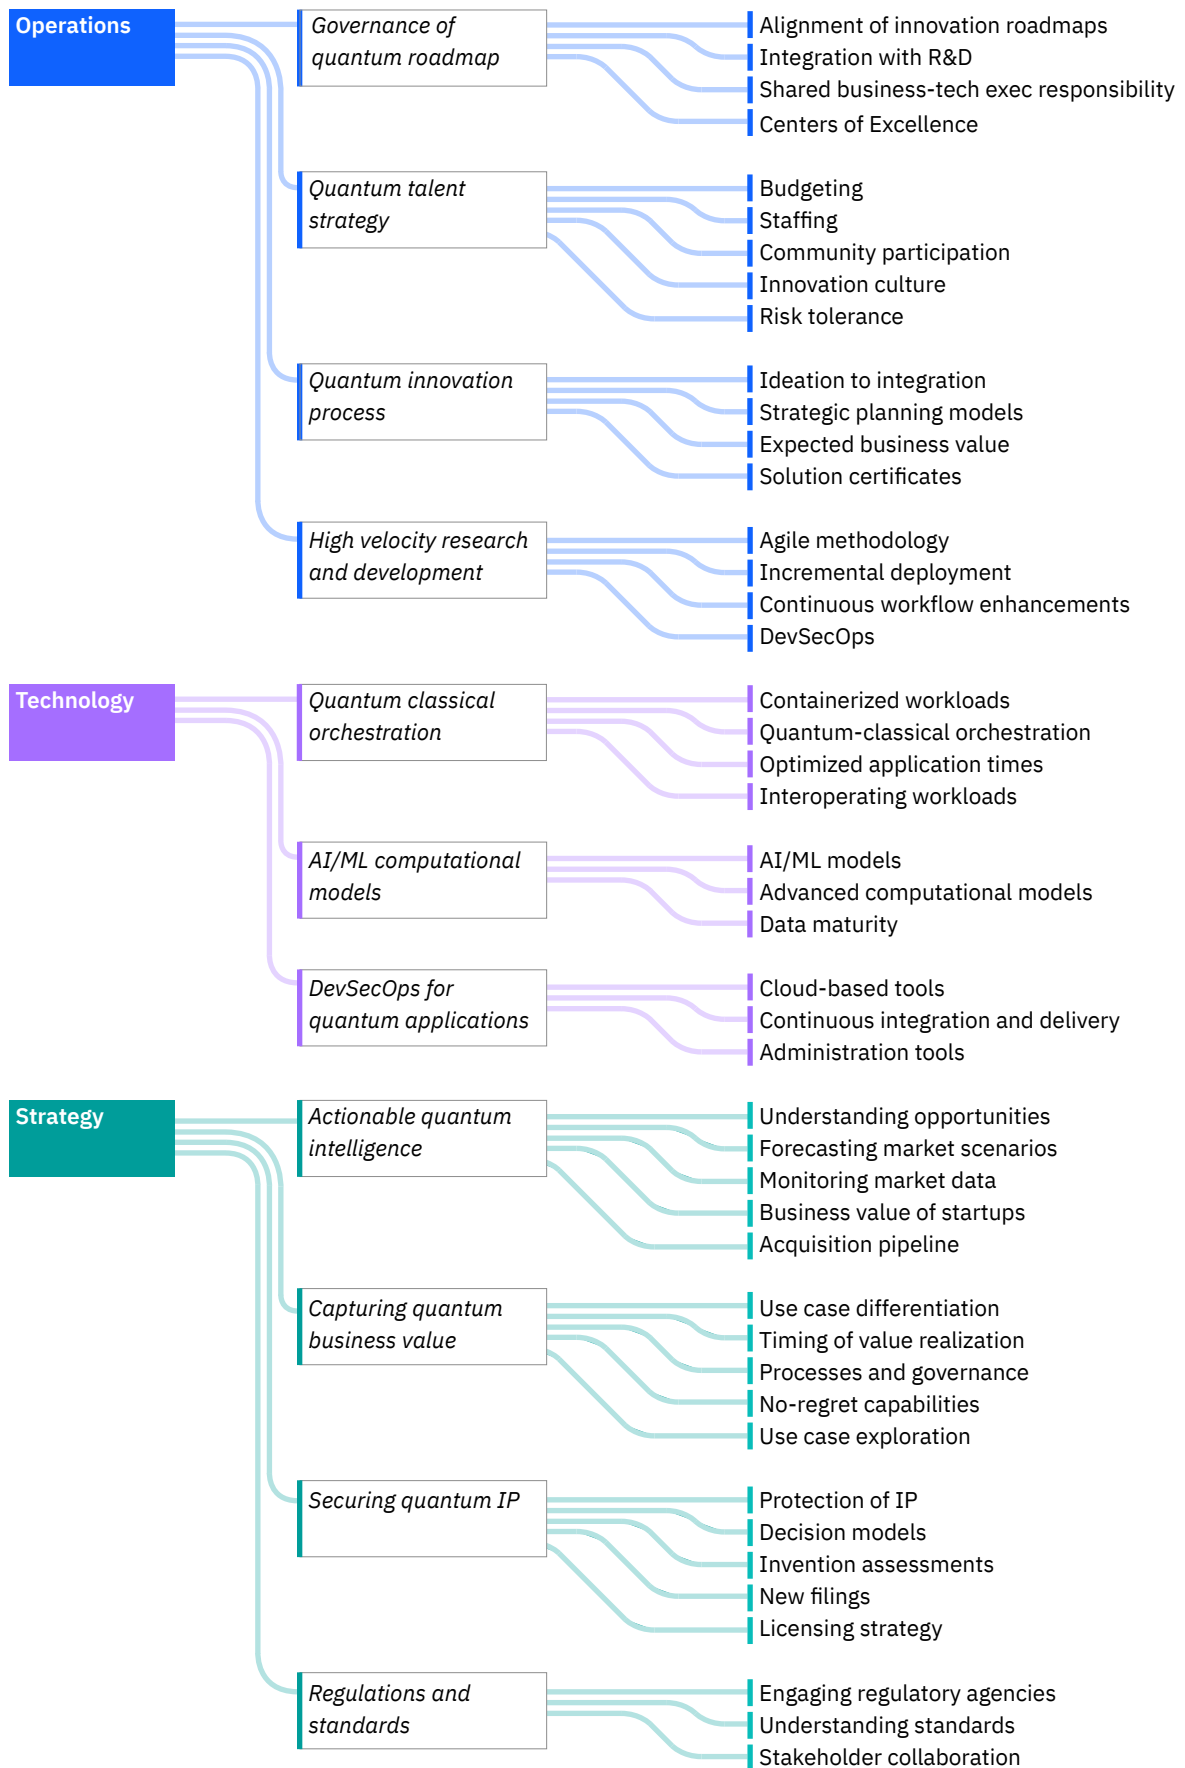 Operations
Governance of
quantum roadmap
Alignment of innovation roadmaps
Integration with R&D
Shared business-tech exec responsibility
Centers of Excellence
Quantum talent
strategy
Budgeting
Staffing
Community participation
Innovation culture
Risk tolerance
Quantum innovation
process
Ideation to integration
Strategic planning models
Expected business value
Solution certificates
High velocity research
and development
Agile methodology
Incremental deployment
Continuous workflow enhancements
DevSecOps
Technology
Quantum classical
orchestration
Containerized workloads
Quantum-classical orchestration
Optimized application times
Interoperating workloads
AI/ML computational
models
AI/ML models
Advanced computational models
Data maturity
DevSecOps for
quantum applications
Cloud-based tools
Continuous integration and delivery
Administration tools
Strategy
Actionable quantum
intelligence
Understanding opportunities
Forecasting market scenarios
Monitoring market data
Business value of startups
Acquisition pipeline
Capturing quantum
business value
Use case differentiation
Timing of value realization
Processes and governance
No-regret capabilities
Use case exploration
Securing quantum IP
Protection of IP
Decision models
Invention assessments
New filings
Licensing strategy
Regulations and
standards
Engaging regulatory agencies
Understanding standards
Stakeholder collaboration